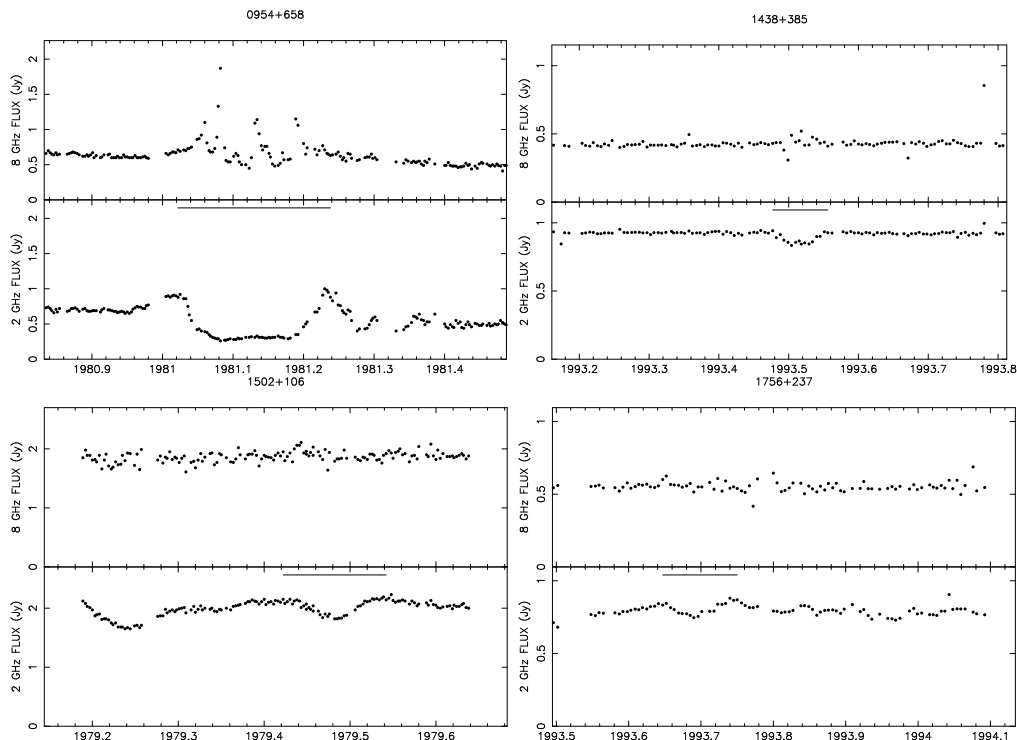 0954+658
8 GHz FLUX (Jy)
0 0.5 1 1.5 2
2 GHz FLUX (Jy)
0 0.5 1 1.5 2
1980.9 1981 1981.1 1981.2 1981.3 1981.4
1438+385
8 GHz FLUX (Jy)
0 0.5 1
2 GHz FLUX (Jy)
0 0.5 1
1993.2 1993.3 1993.4 1993.5 1993.6 1993.7 1993.8
1502+106
8 GHz FLUX (Jy)
0 1 2
2 GHz FLUX (Jy)
0 1 2
1979.2 1979.3 1979.4 1979.5 1979.6
1756+237
8 GHz FLUX (Jy)
0 0.5 1
2 GHz FLUX (Jy)
0 0.5 1
1993.5 1993.6 1993.7 1993.8 1993.9 1994 1994.1